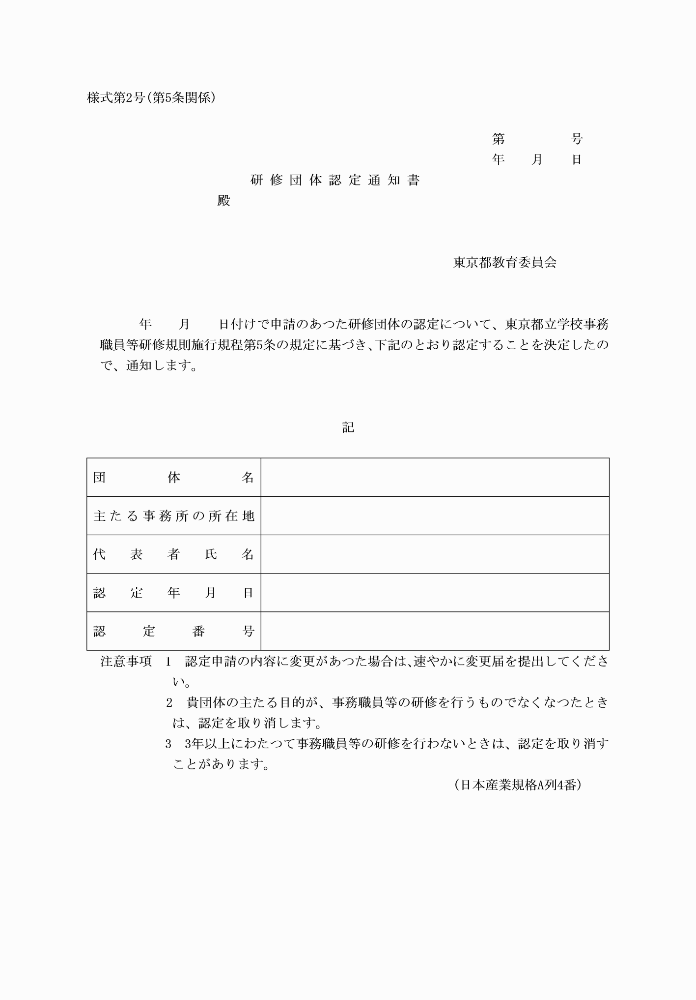 様式第2号(第5条関係)
第　　　　　号
年　　月　　日
研修団体認定通知書
殿
東京都教育委員会
年　　月　　日付けで申請のあつた研修団体の認定について、東京都立学校事務
職員等研修規則施行規程第5条の規定に基づき、下記のとおり認定することを決定したの
で、通知します。
記
団体名
主たる事務所の所在地
代表者氏名
認定年月日
認定番号
注意事項　1　認定申請の内容に変更があつた場合は、速やかに変更届を提出してくださ
い。
2　貴団体の主たる目的が、事務職員等の研修を行うものでなくなつたとき
は、認定を取り消します。
3　3年以上にわたつて事務職員等の研修を行わないときは、認定を取り消す
ことがあります。
(日本産業規格A列4番)